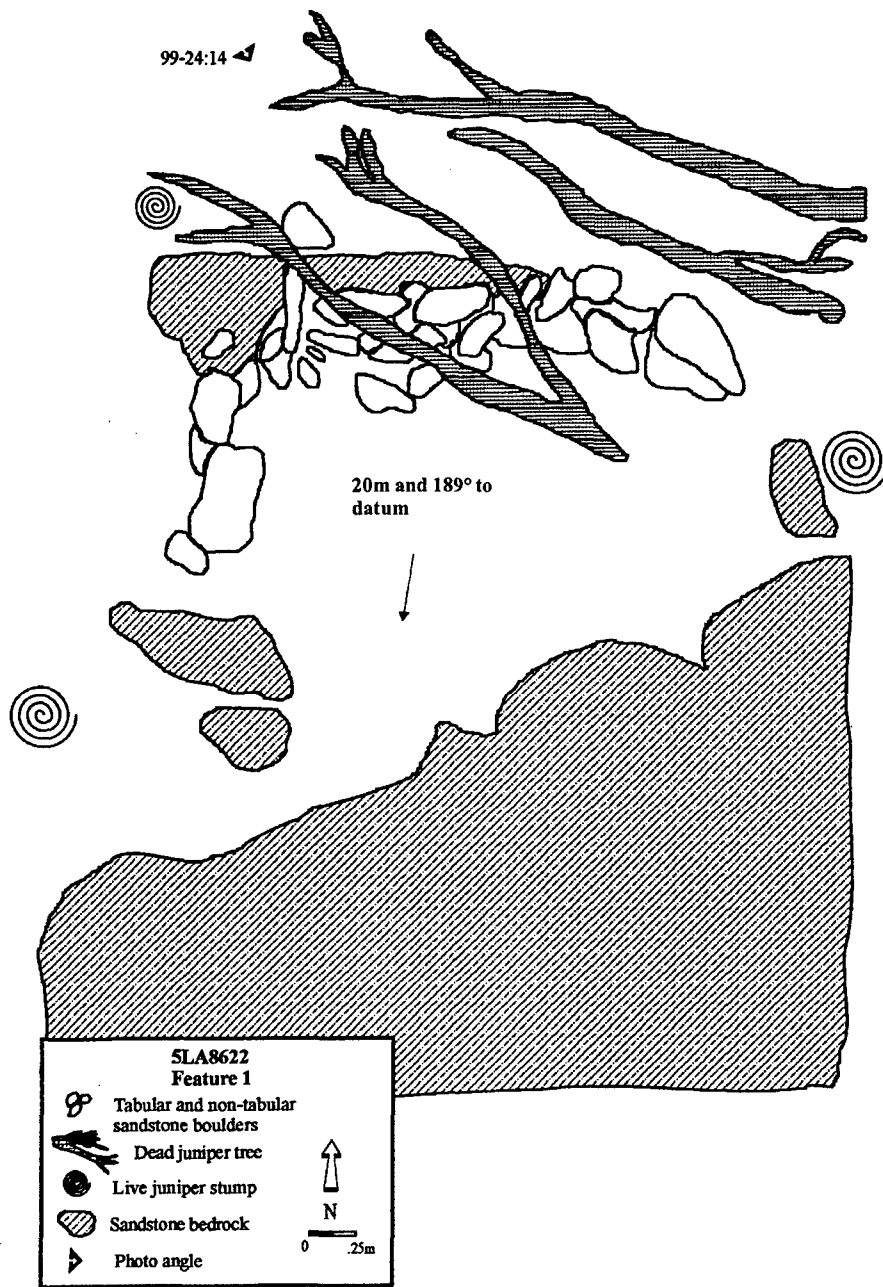 99-24:14
20m and 189° to
datum
5LA8622
Feature 1
Tabular and non-tabular
sandstone boulders
Dead juniper tree
Live juniper stump
Sandstone bedrock
Photo angle
N
0 .25m